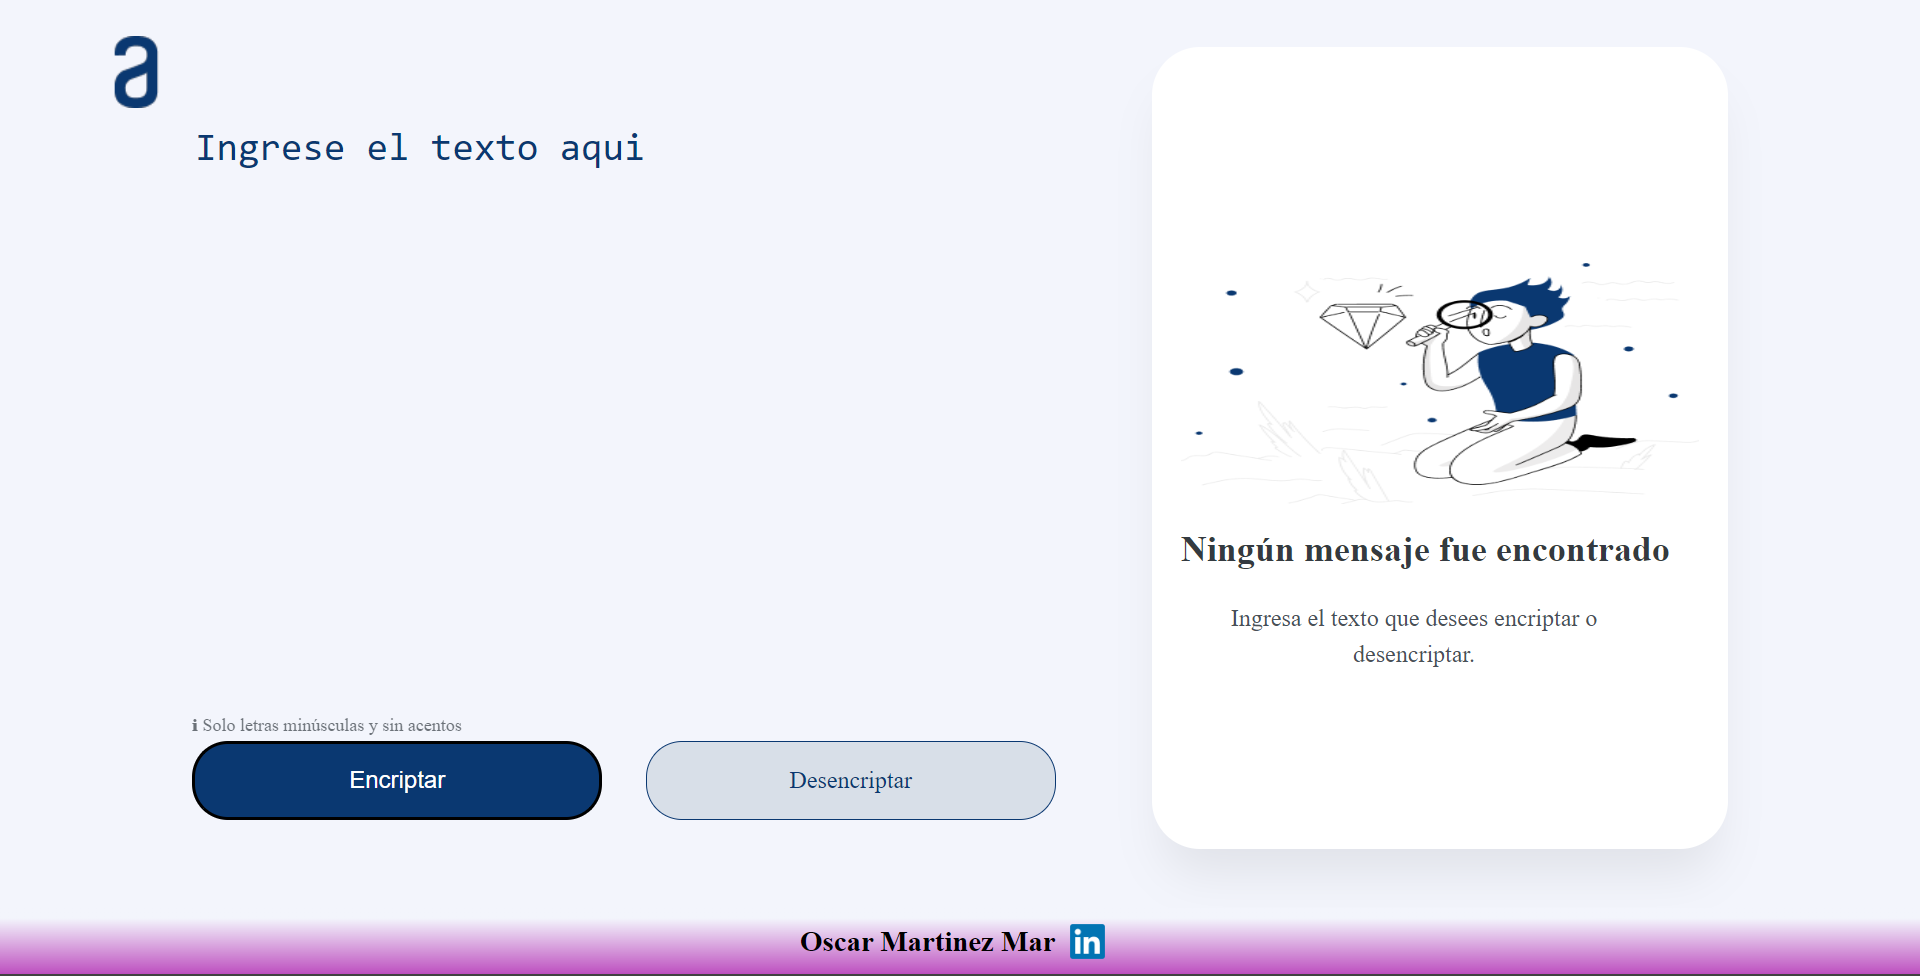 a
Ingrese el texto aqui
Ningún mensaje fue encontrado
Ingresa el texto que desees encriptar o
desencriptar.
ℹ Solo letras minúsculas y sin acentos
Encriptar
Desencriptar
Oscar Martinez Mar in